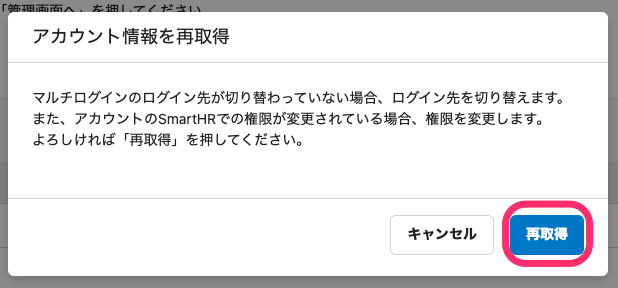 「管理画面へ」を押してください
アカウント情報を再取得
マルチログインのログイン先が切り替わっていない場合、ログイン先を切り替えます。
また、アカウントのSmartHRでの権限が変更されている場合、権限を変更します。
よろしければ「再取得」を押してください。
キャンセル
再取得